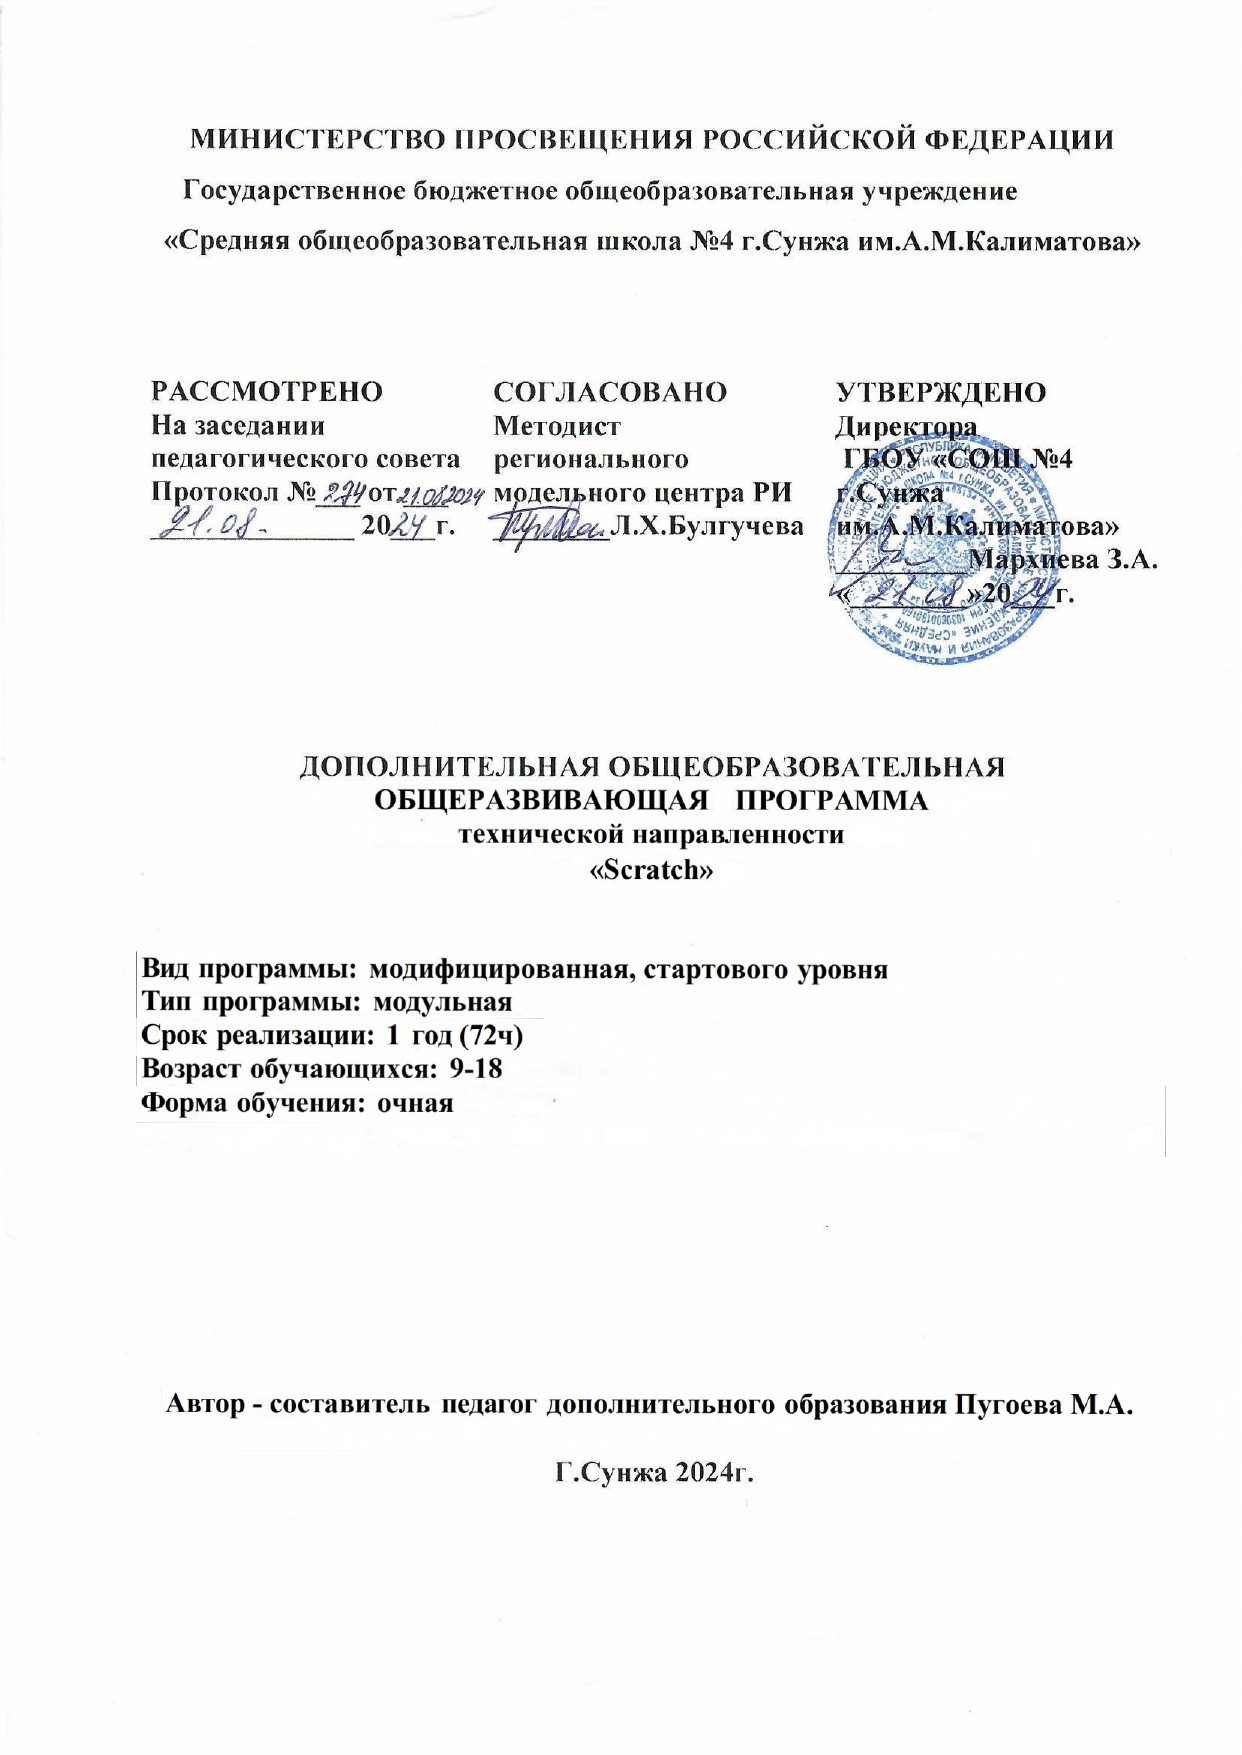 МИНИСТЕРСТВО ПРОСВЕЩЕНИЯ РОССИЙСКОЙ ФЕДЕРАЦИИ
Государственное бюджетное общеобразовательная учреждение
«Средняя общеобразовательная школа №4 г.Сунжа им.А.М.Калиматова»
РАССМОТРЕНО
На заседании
педагогического совета
Протокол № от 21.08 2024
21.08. 2024 г.
СОГЛАСОВАНО
Методист
регионального
модельного центра РИ
Л.Х.Булгучева
УТВЕРЖДЕНО
Директора
ГБОУ «СОШ №4
г.Сунжа
им.А.М.Калиматова»
Мархиева З.А.
« 21 08 »2024г.
ДОПОЛНИТЕЛЬНАЯ ОБЩЕОБРАЗОВАТЕЛЬНАЯ
ОБЩЕРАЗВИВАЮЩАЯ ПРОГРАММА
технической направленности
«Scratch»
Вид программы: модифицированная, стартового уровня
Тип программы: модульная
Срок реализации: 1 год (72ч)
Возраст обучающихся: 9-18
Форма обучения: очная
Автор - составитель педагог дополнительного образования Пугоева М.А.
Г.Сунжа 2024г.